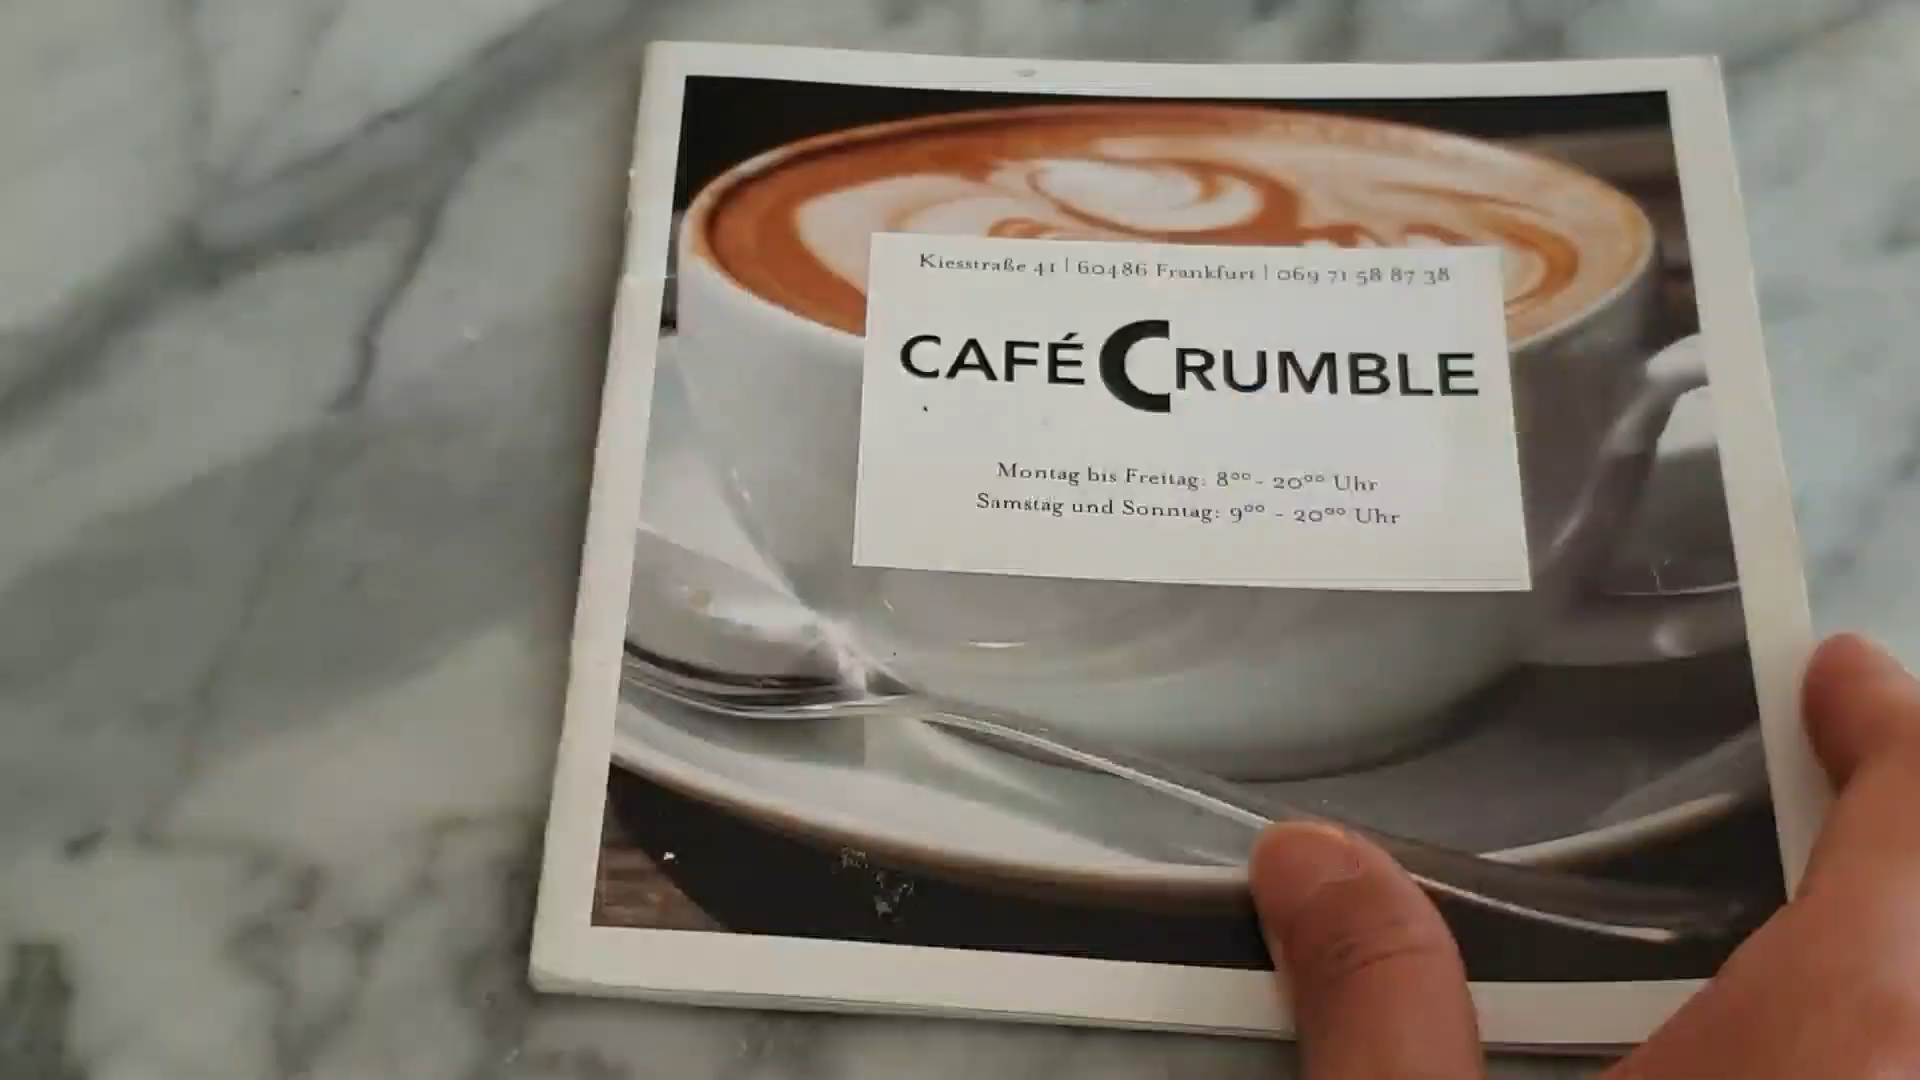 Kiesstraße 41 | 60486 Frankfurt | 069 71 58 87 38
CAFÉ CRUMBLE
Montag bis Freitag: 8⁰⁰ - 20⁰⁰ Uhr
Samstag und Sonntag: 9⁰⁰ - 20⁰⁰ Uhr